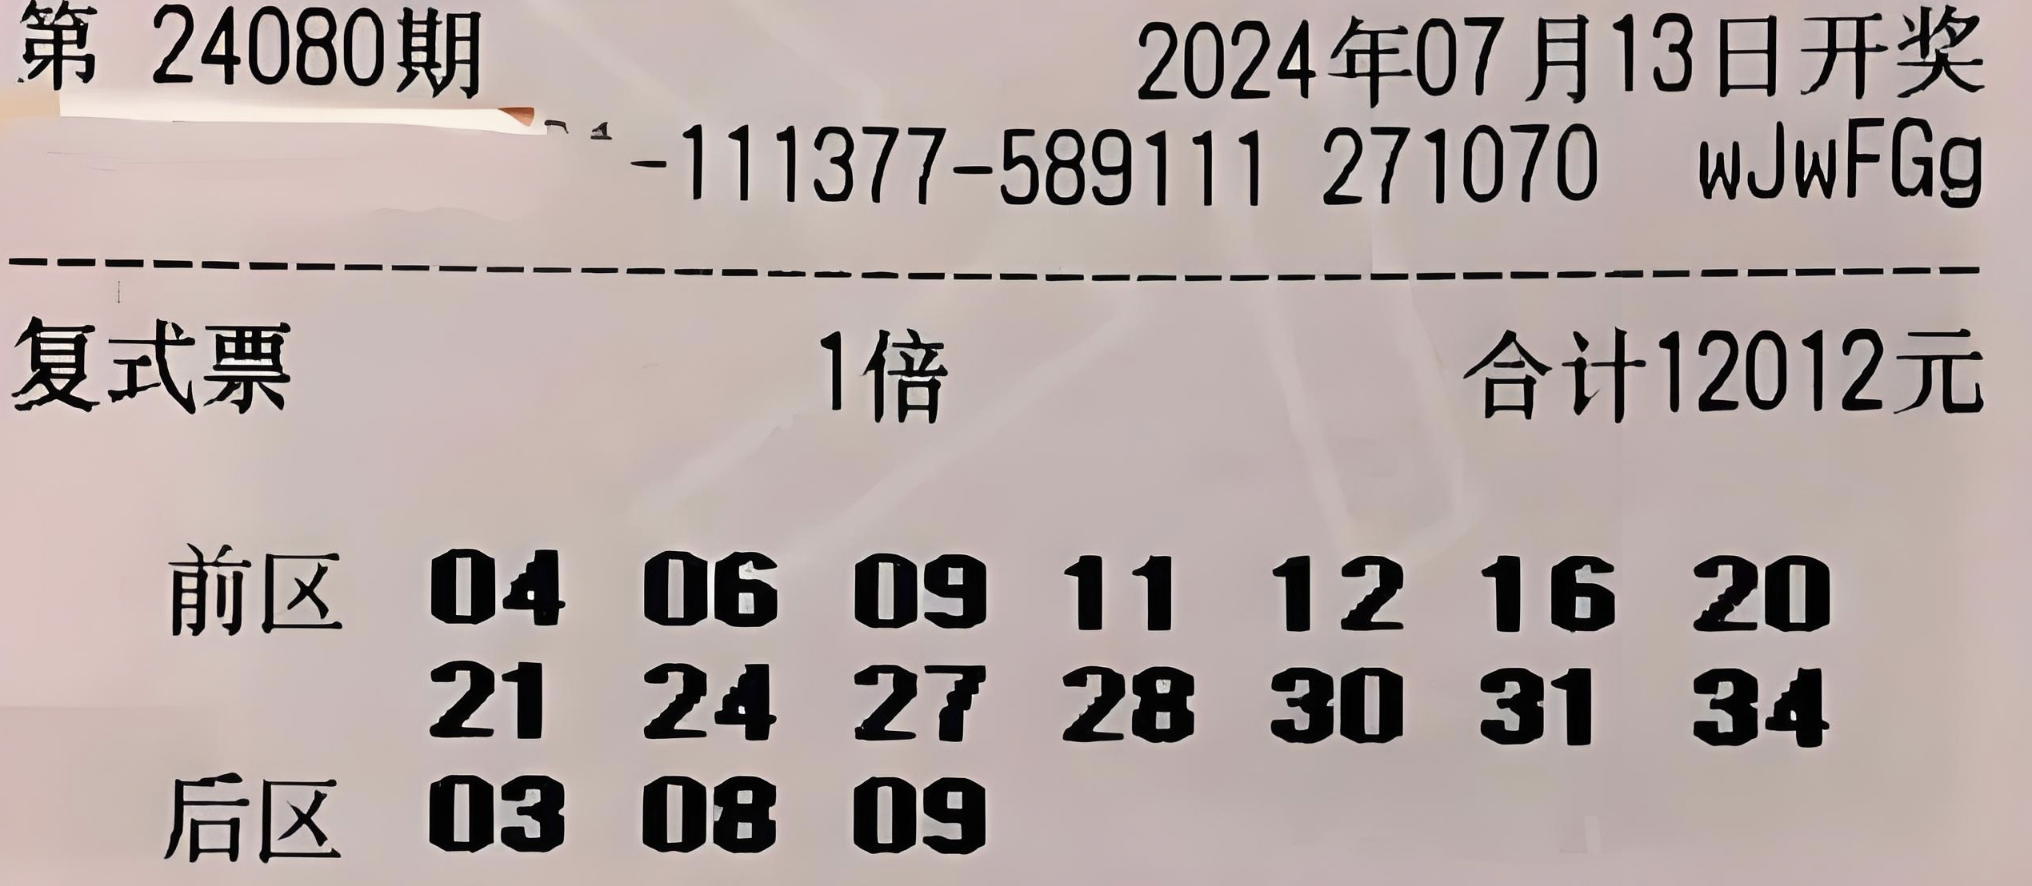 第 24080期 2024年07月13日开奖
-111377-589111 271070 wJwFGg
复式票 1倍 合计12012元
前区 04 06 09 11 12 16 20
21 24 27 28 30 31 34
后区 03 08 09